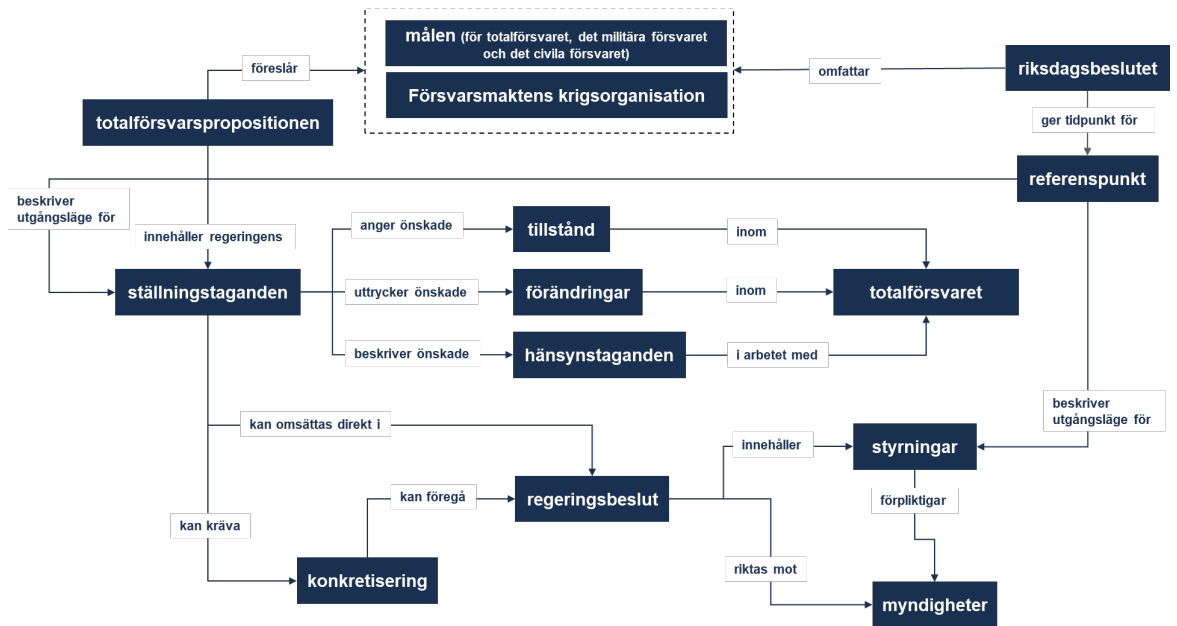 målen (för totalförsvaret, det militära försvaret
och det civila försvaret)
föreslår
omfattar
riksdagsbeslutet
Försvarsmaktens krigsorganisation
totalförsvarspropositionen
ger tidpunkt för
referenspunkt
beskriver
utgångsläge för
innehåller regeringens
anger önskade
tillstånd
inom
ställningstaganden
uttrycker önskade
förändringar
inom
totalförsvaret
beskriver önskade
hänsynstaganden
i arbetet med
beskriver
utgångsläge för
kan omsättas direkt i
innehåller
styrningar
kan föregå
regeringsbeslut
förpliktigar
kan kräva
konkretisering
riktas mot
myndigheter